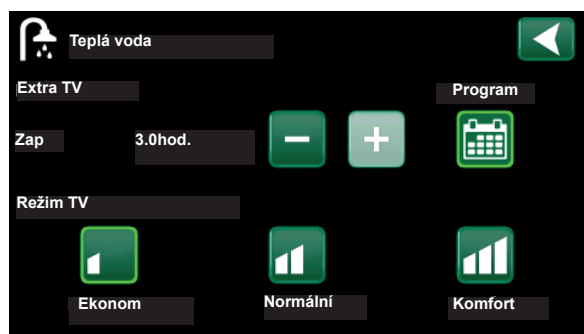 Teplá voda
Extra TV
Program
Zap 3.0hod.
Režim TV
Ekonom Normální Komfort